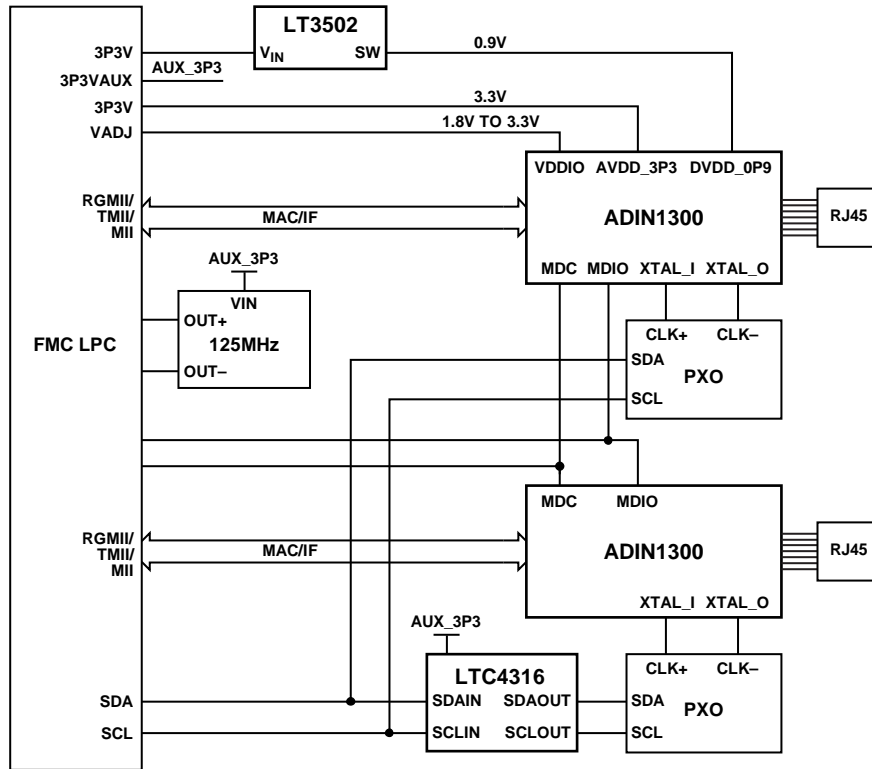 LT3502
3P3V
VIN
SW
0.9V
3P3VAUX
AUX_3P3
3P3V
3.3V
VADJ
1.8V TO 3.3V
VDDIO
AVDD_3P3
DVDD_0P9
RGMII/
TMII/
MII
MAC/IF
ADIN1300
RJ45
MDC
MDIO
XTAL_I
XTAL_O
AUX_3P3
VIN
OUT+
125MHz
OUT–
FMC LPC
CLK+
CLK–
SDA
PXO
SCL
MDC
MDIO
RGMII/
TMII/
MII
MAC/IF
ADIN1300
RJ45
XTAL_I
XTAL_O
AUX_3P3
LTC4316
CLK+
CLK–
SDA
SDAIN
SDAOUT
SDA
PXO
SCL
SCLIN
SCLOUT
SCL